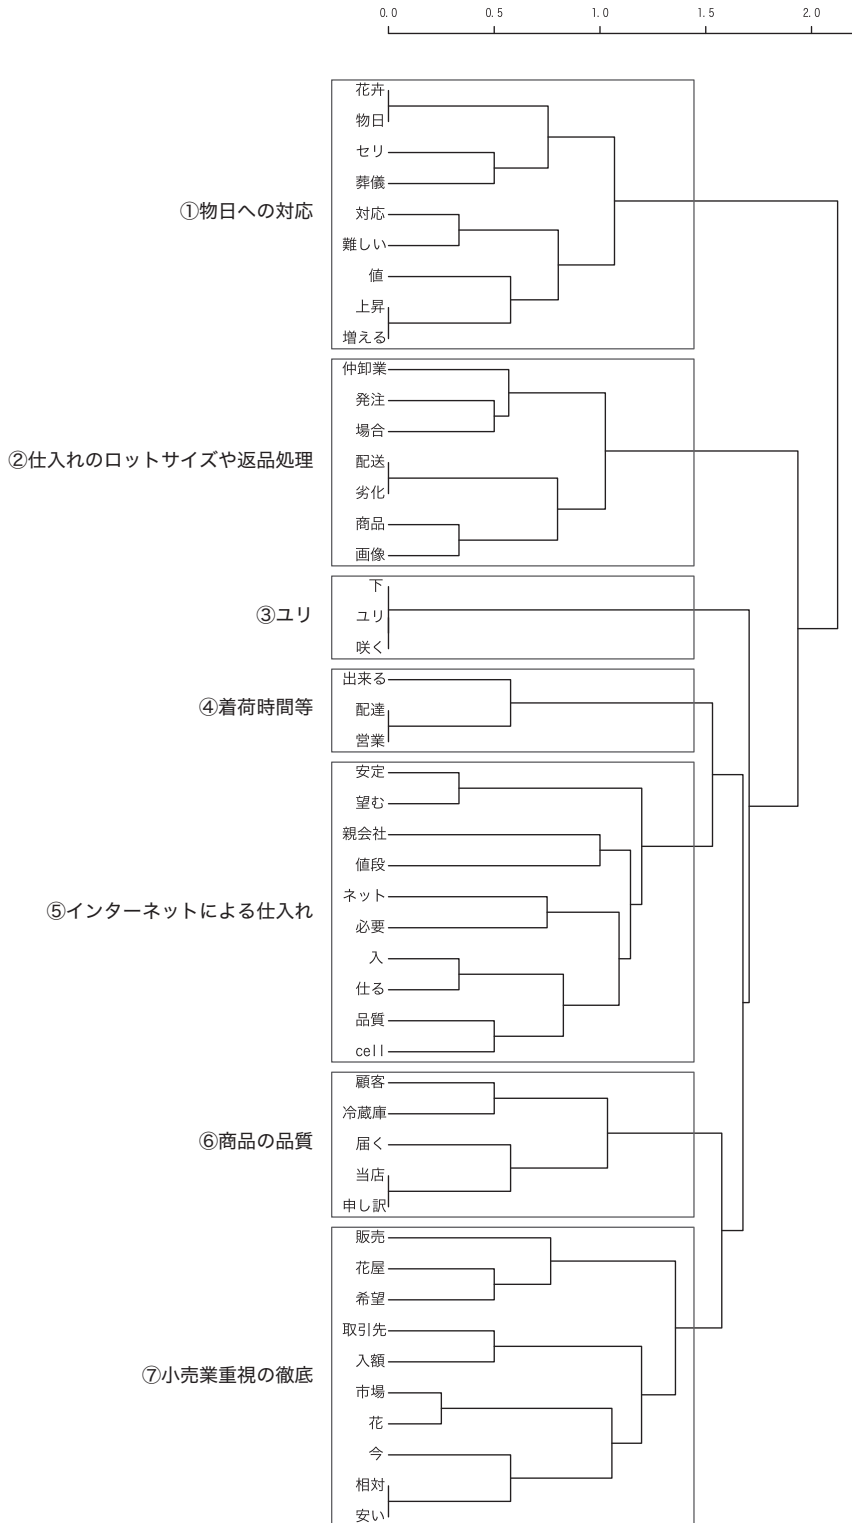 0.0 0.5 1.0 1.5 2.0
①物日への対応
花卉
物日
セリ
葬儀
対応
難しい
値
上昇
増える
②仕入れのロットサイズや返品処理
仲卸業
発注
場合
配送
劣化
商品
画像
③ユリ
下
ユリ
咲く
④着荷時間等
出来る
配達
営業
⑤インターネットによる仕入れ
安定
望む
親会社
値段
ネット
必要
入
仕る
品質
cell
⑥商品の品質
顧客
冷蔵庫
届く
当店
申し訳
⑦小売業重視の徹底
販売
花屋
希望
取引先
入額
市場
花
今
相対
安い